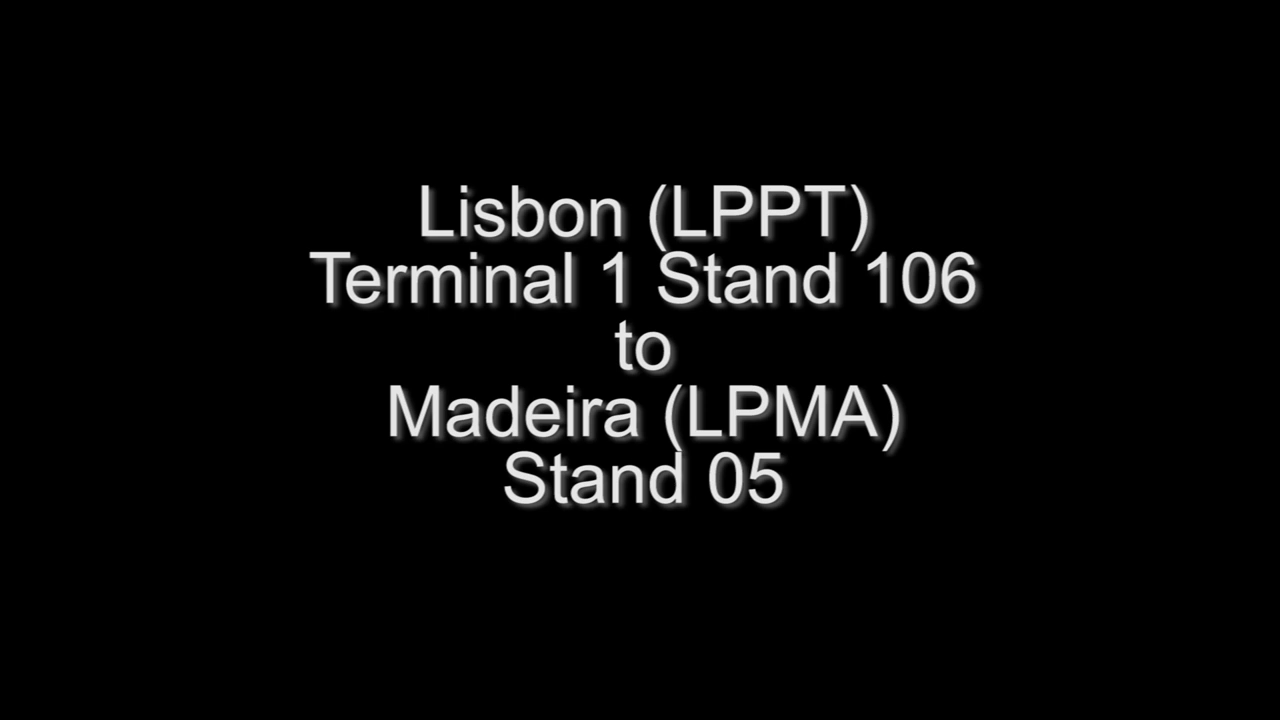 Lisbon (LPPT)
Terminal 1 Stand 106
to
Madeira (LPMA)
Stand 05